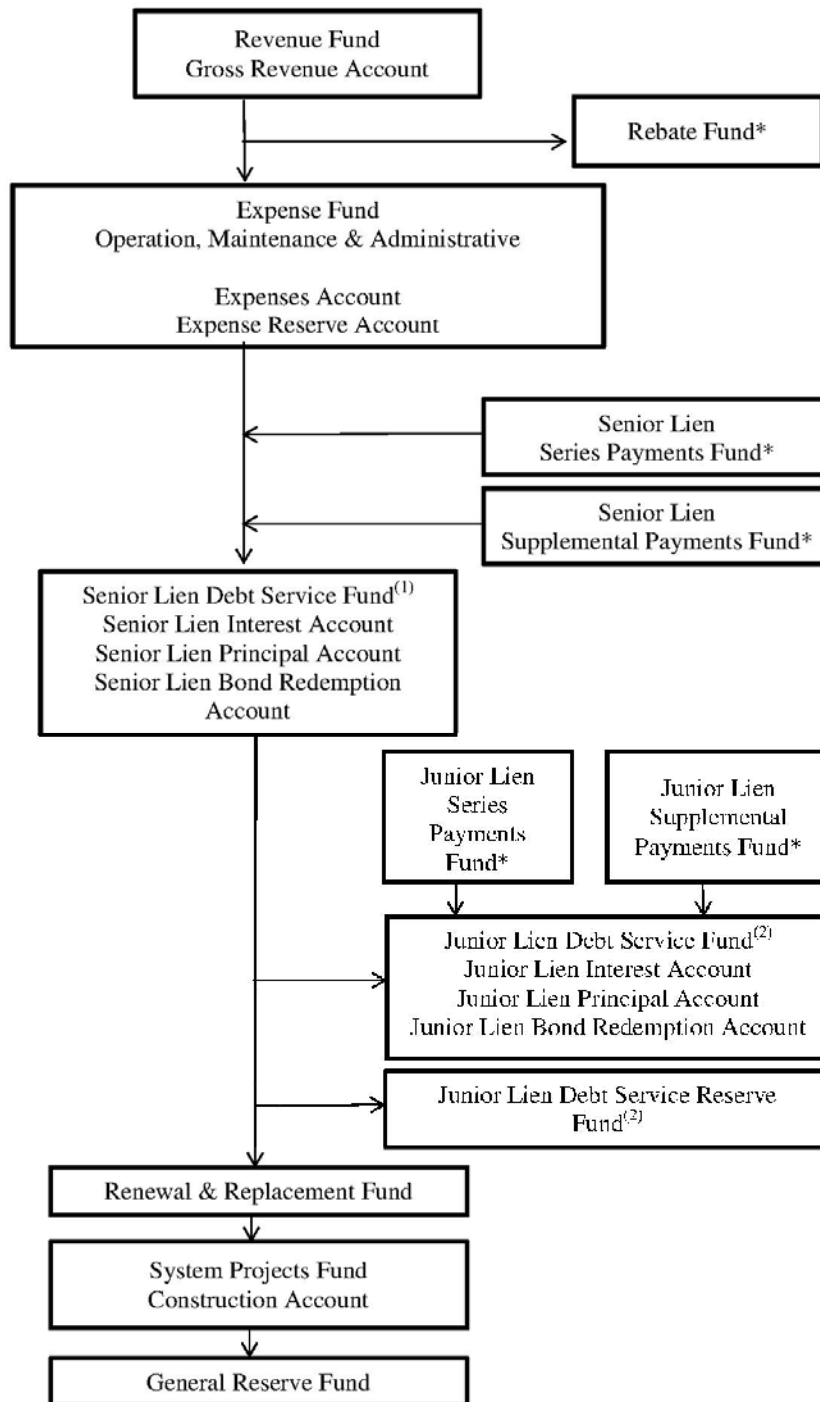 Revenue Fund
Gross Revenue Account
Rebate Fund*
Expense Fund
Operation, Maintenance & Administrative
Expenses Account
Expense Reserve Account
Senior Lien
Series Payments Fund*
Senior Lien
Supplemental Payments Fund*
Senior Lien Debt Service Fund(1)
Senior Lien Interest Account
Senior Lien Principal Account
Senior Lien Bond Redemption
Account
Junior Lien
Series
Payments
Fund*
Junior Lien
Supplemental
Payments Fund*
Junior Lien Debt Service Fund(2)
Junior Lien Interest Account
Junior Lien Principal Account
Junior Lien Bond Redemption Account
Junior Lien Debt Service Reserve
Fund(2)
Renewal & Replacement Fund
System Projects Fund
Construction Account
General Reserve Fund